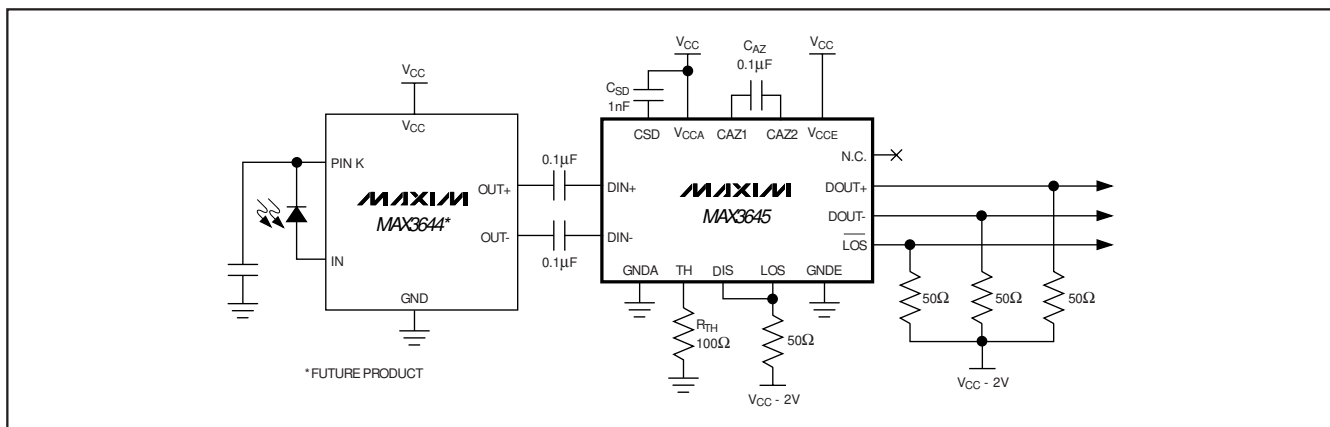 VCC
CAZ
0.1μF
VCC
VCC
CSD
1nF
VCC
CSD
VCCA
CAZ1
CAZ2
VCCE
N.C.
PIN K
0.1μF
MAXIM
MAX3644*
OUT+
DIN+
MAXIM
MAX3645
DOUT+
OUT-
DIN-
DOUT-
LOS
IN
0.1μF
GND
GNDA
TH
DIS
LOS
GNDE
50Ω
50Ω
50Ω
RTH
100Ω
50Ω
* FUTURE PRODUCT
VCC - 2V
VCC - 2V